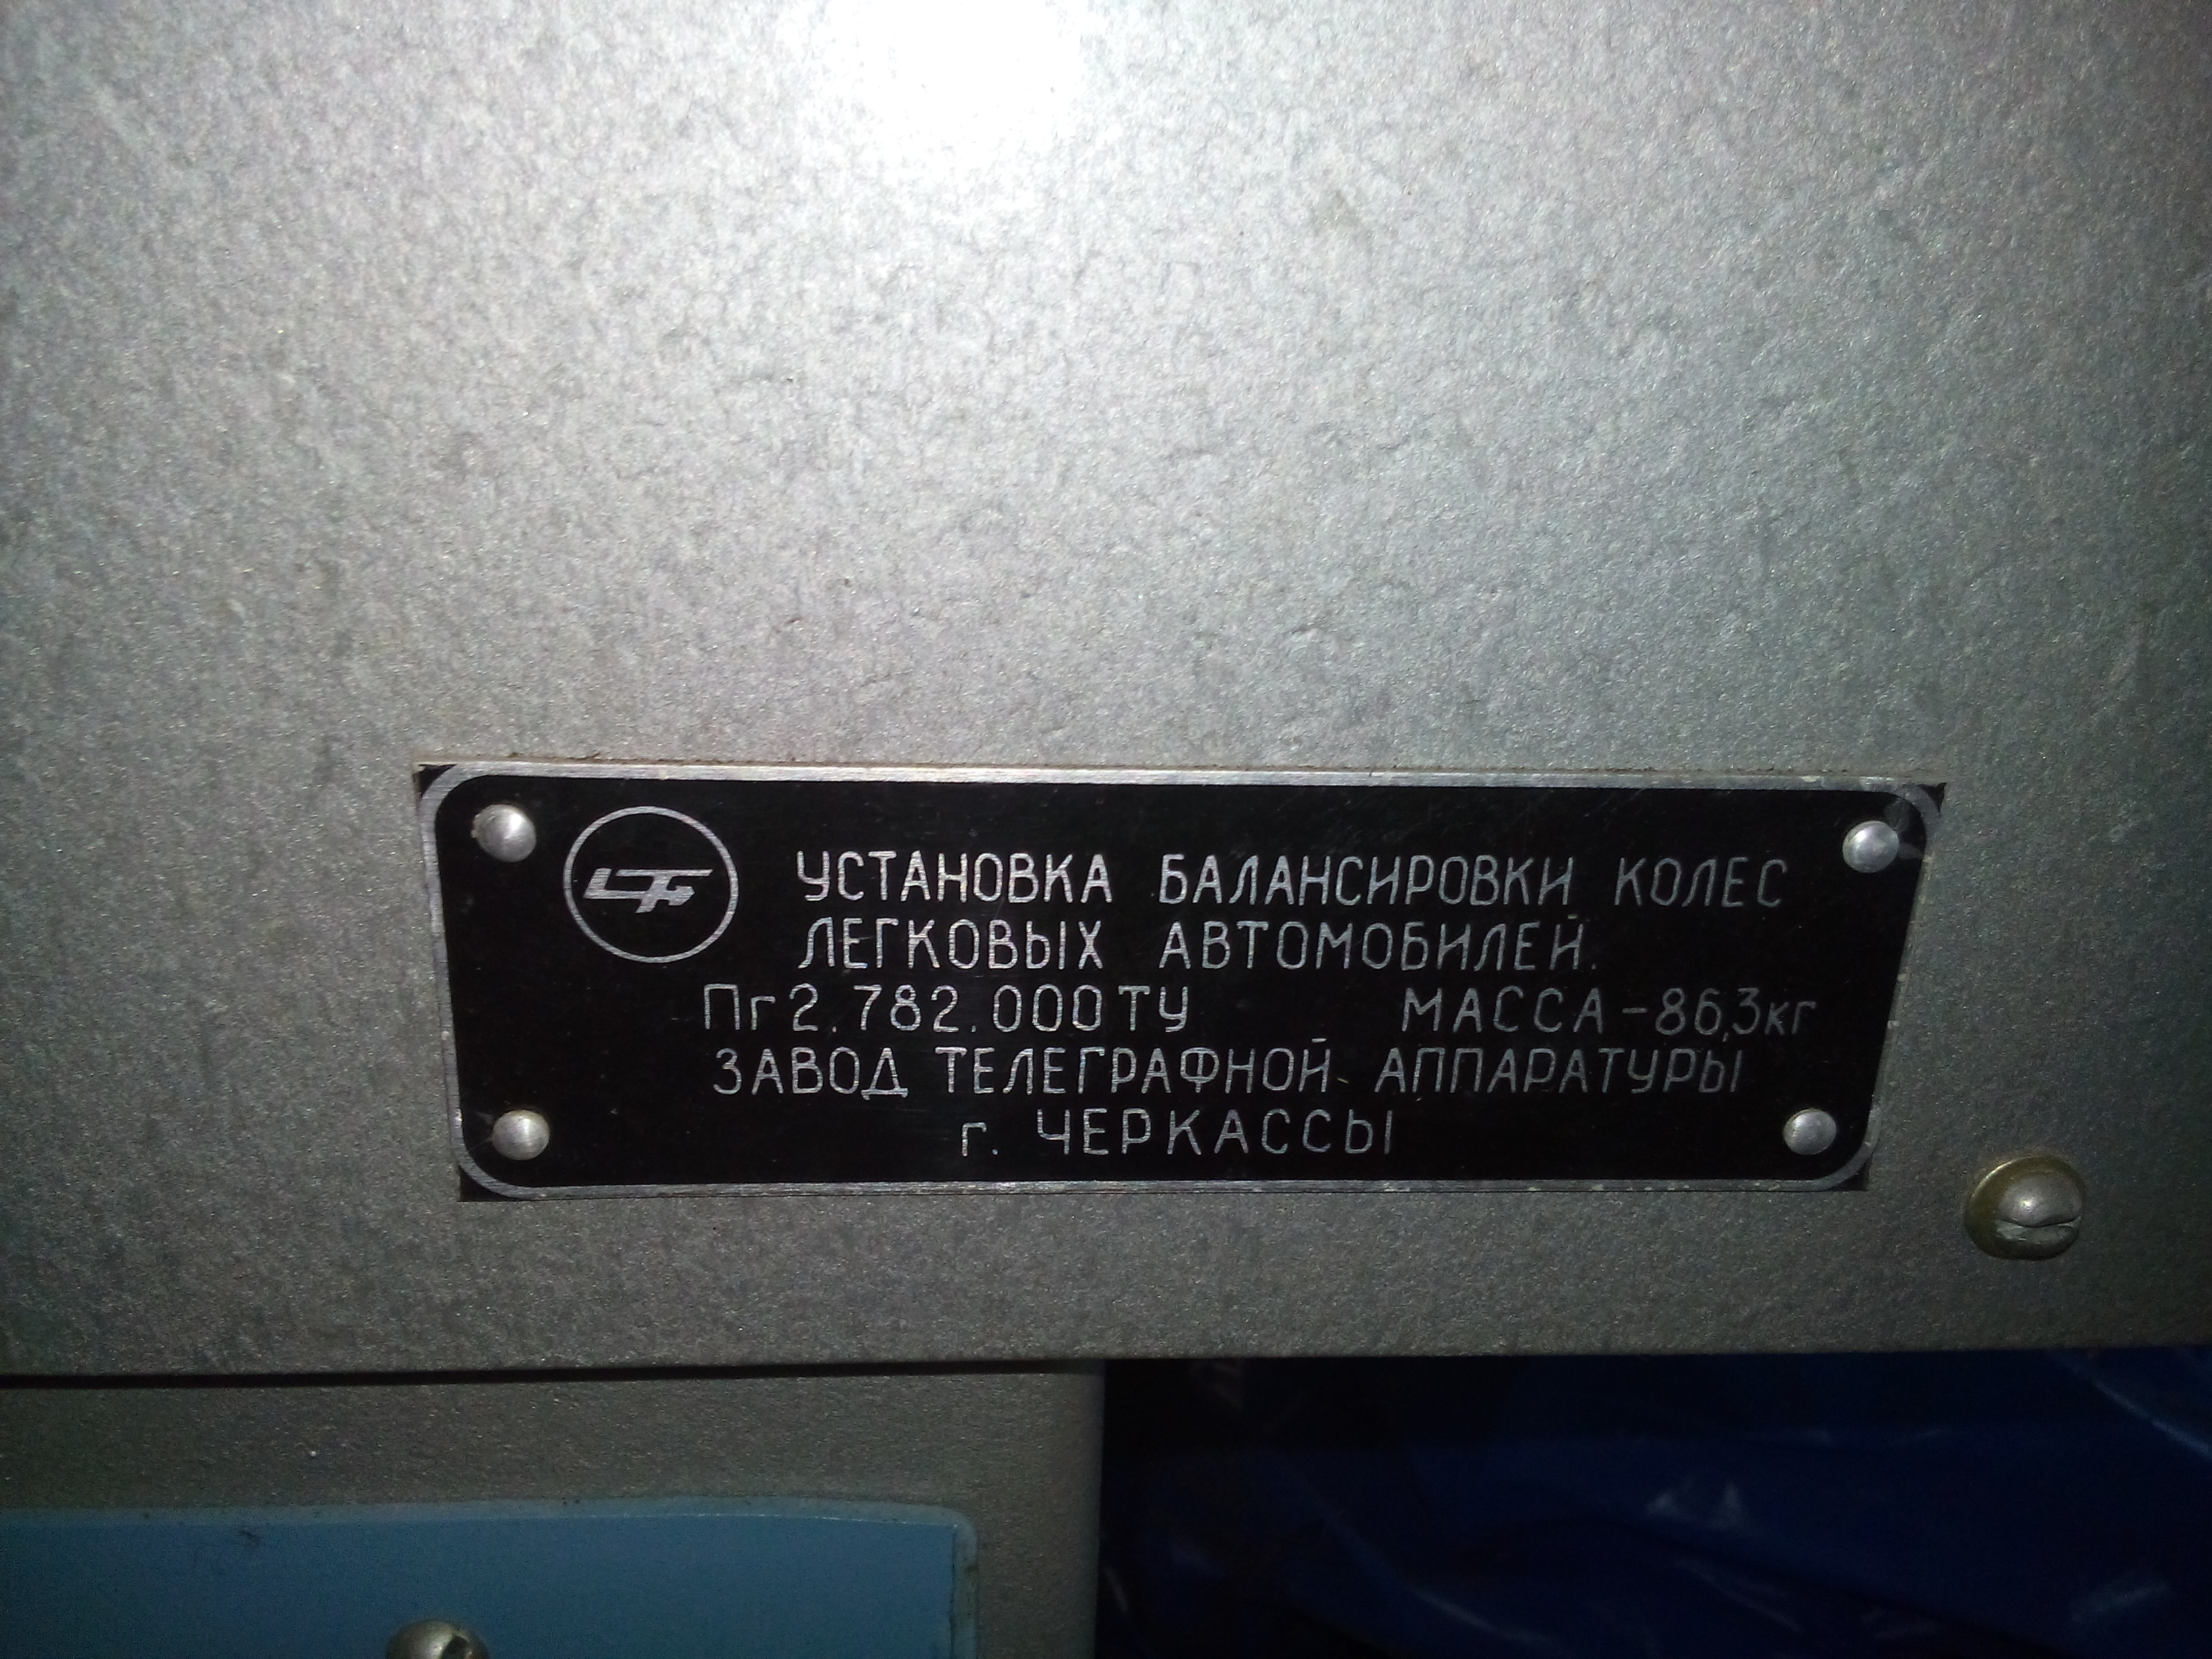 УСТАНОВКА БАЛАНСИРОВКИ КОЛЕС
ЛЕГКОВЫХ АВТОМОБИЛЕЙ.
Пг2.782.000ТУ МАССА-86,3кг
ЗАВОД ТЕЛЕГРАФНОЙ АППАРАТУРЫ
г. ЧЕРКАССЫ